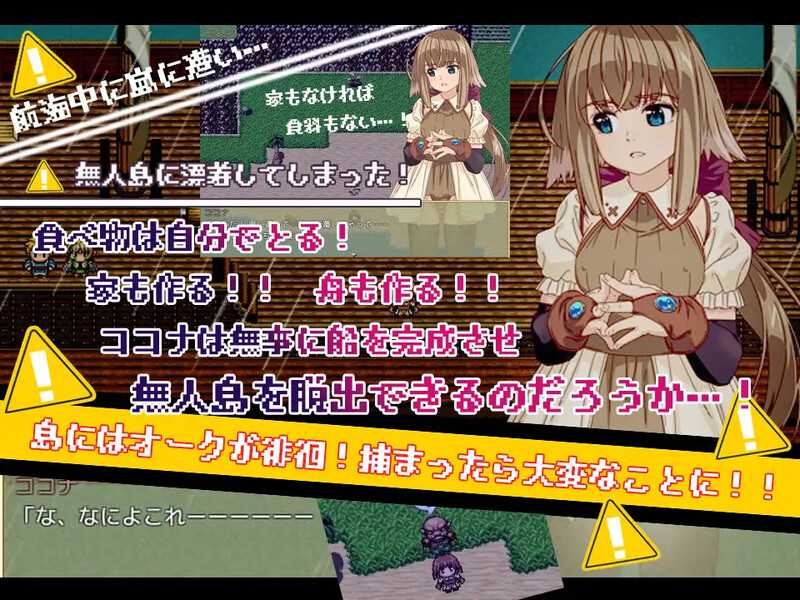 航海中に嵐に遭い…
家もなければ
食料もない…！
無人島に漂着してしまった！
ココナ
食べ物は自分でとる！
家も作る！！　舟も作る！！
ココナは無事に船を完成させ
無人島を脱出できるのだろうか…！
島にはオークが徘徊！捕まったら大変なことに！！
ココナ
「な、なによこれーーーーーー